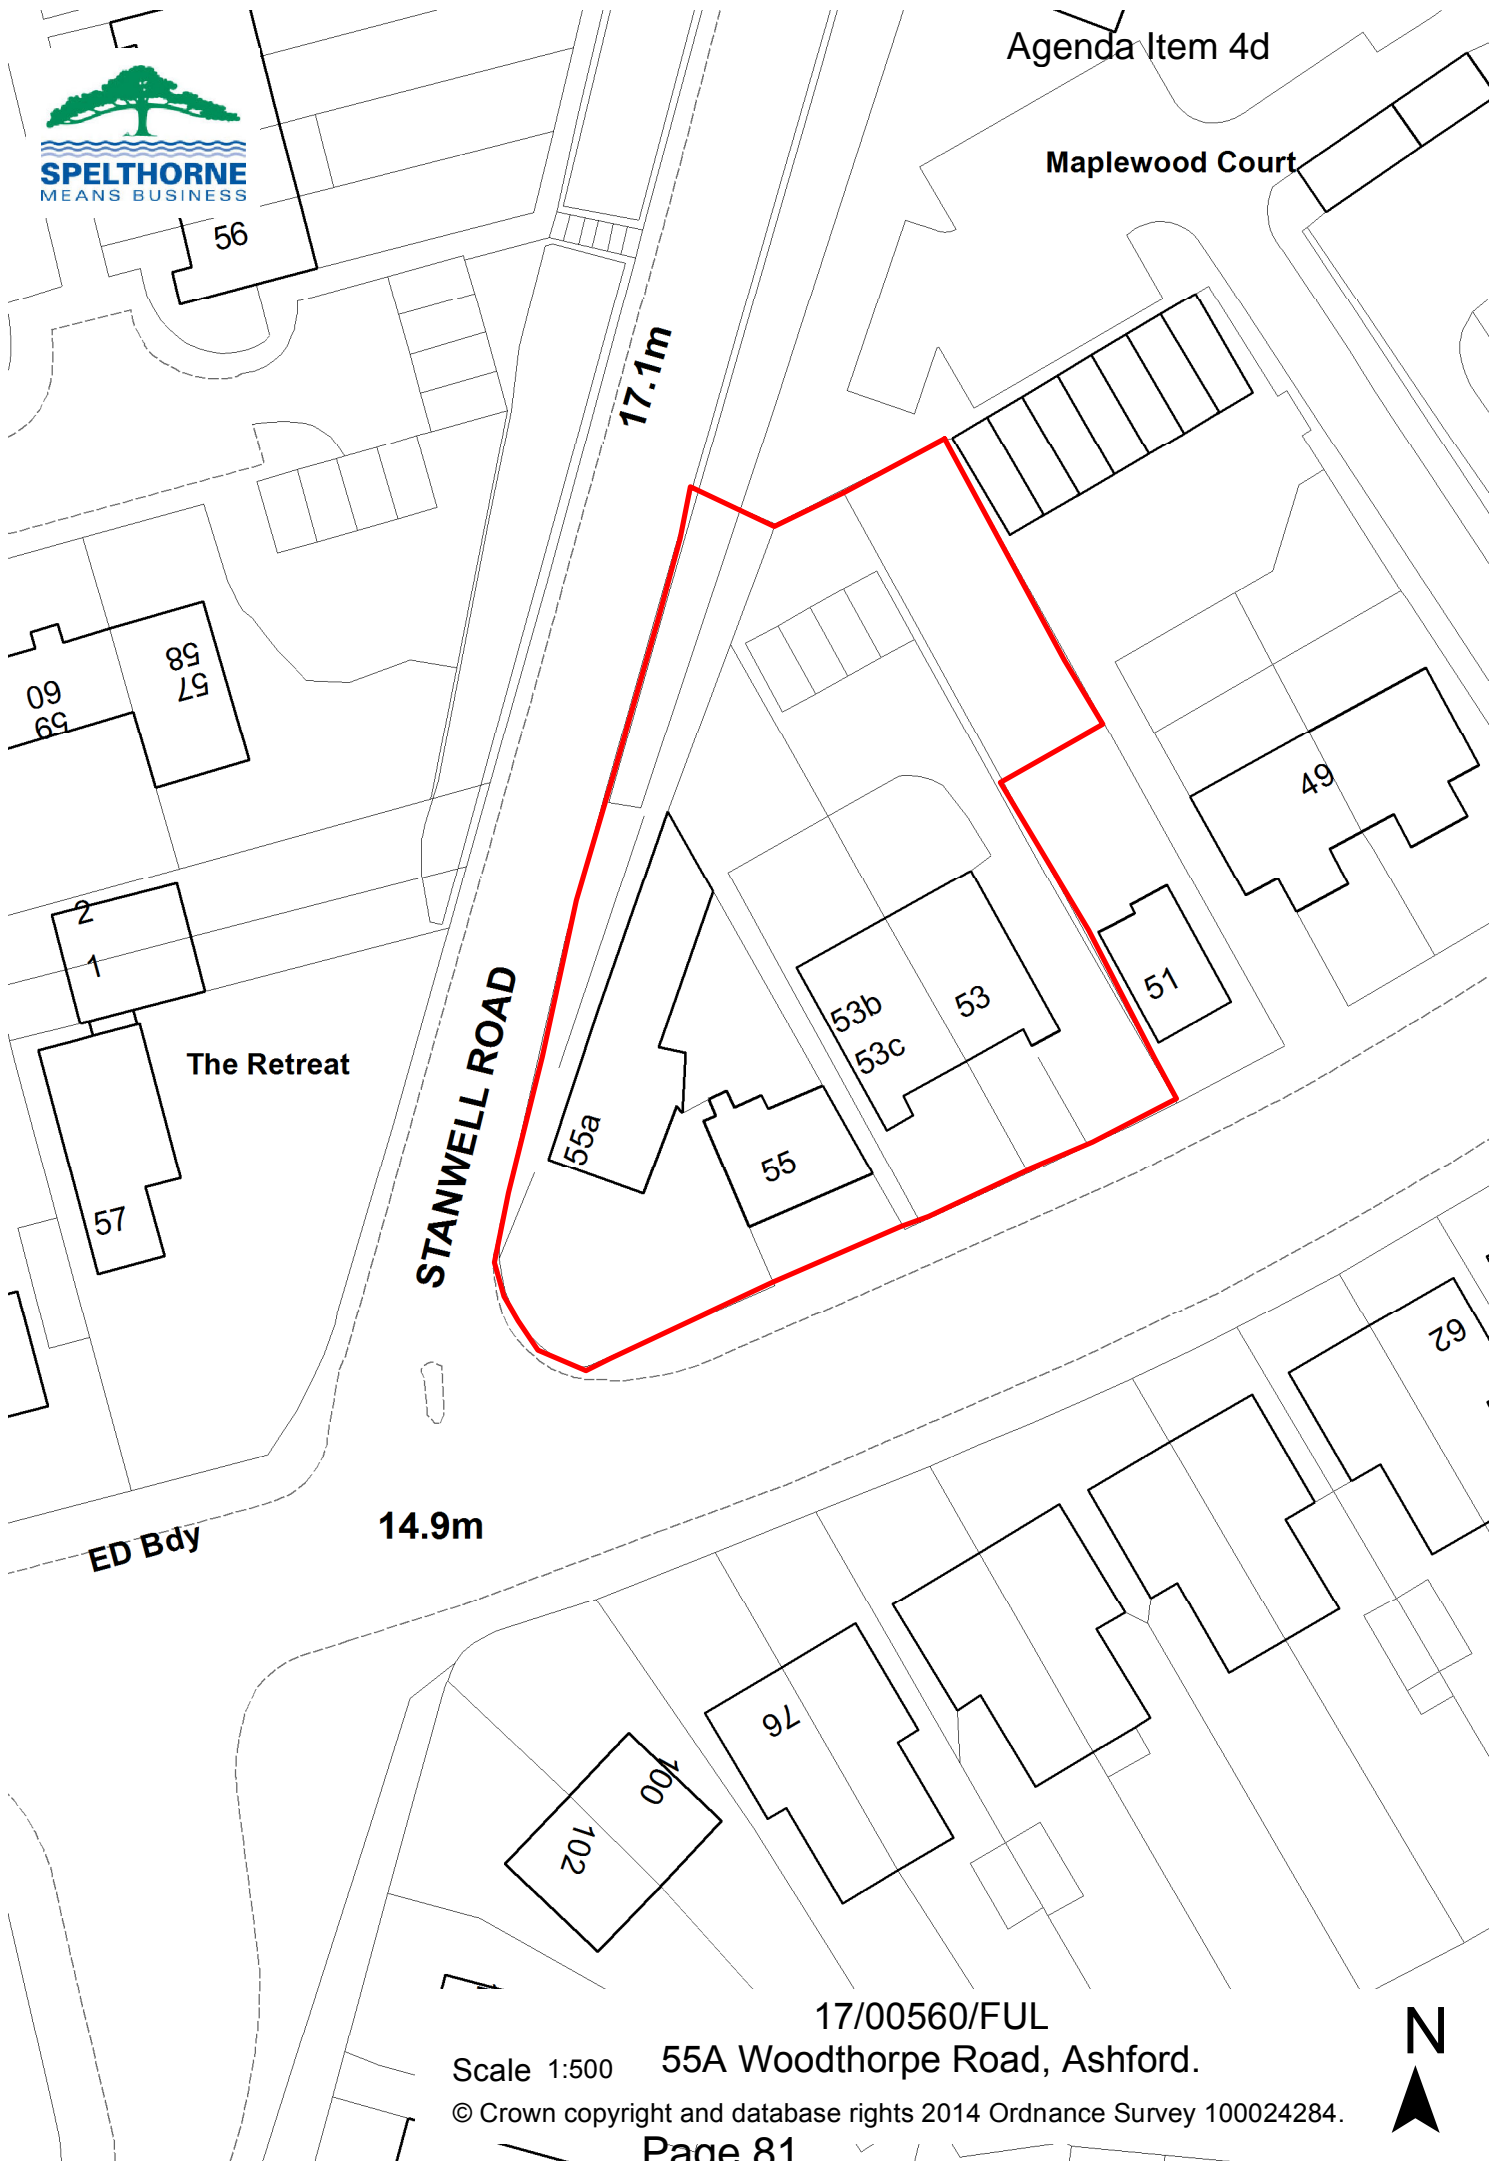 Agenda Item 4d
SPELTHORNE
MEANS BUSINESS
Maplewood Court
56
17.1m
58
57
60
59
49
2
1
51
53b
53
53c
The Retreat
STANWELL ROAD
55a
55
57
62
14.9m
ED Bdy
76
100
102
17/00560/FUL
Scale 1:500
55A Woodthorpe Road, Ashford.
N
© Crown copyright and database rights 2014 Ordnance Survey 100024284.
Page 81